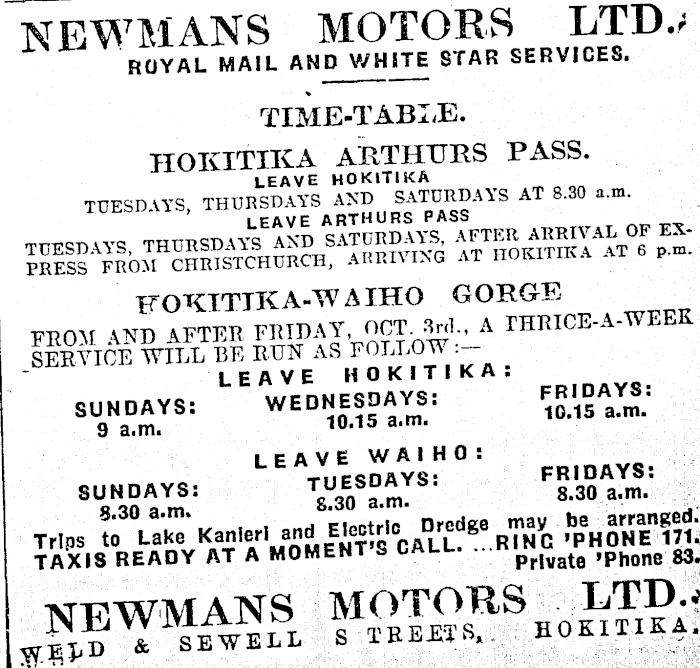 NEWMANS MOTORS LTD.,
ROYAL MAIL AND WHITE STAR SERVICES.
TIME-TABLE.
HOKITIKA ARTHURS PASS.
LEAVE HOKITIKA
TUESDAYS, THURSDAYS AND SATURDAYS AT 8.30 a.m.
LEAVE ARTHURS PASS
TUESDAYS, THURSDAYS AND SATURDAYS, AFTER ARRIVAL OF EX-
PRESS FROM CHRISTCHURCH, ARRIVING AT HOKITIKA AT 6 p.m.
HOKITIKA-WAIHO GORGE
FROM AND AFTER FRIDAY, OCT. 3rd., A THRICE-A-WEEK
SERVICE WILL BE RUN AS FOLLOW:—
LEAVE HOKITIKA:
SUNDAYS: WEDNESDAYS: FRIDAYS:
9 a.m. 10.15 a.m. 10.15 a.m.
LEAVE WAIHO:
SUNDAYS: TUESDAYS: FRIDAYS:
8.30 a.m. 8.30 a.m. 8.30 a.m.
Trips to Lake Kanieri and Electric Dredge may be arranged.
TAXIS READY AT A MOMENT'S CALL. ...RING 'PHONE 171.
Private 'Phone 83.
NEWMANS MOTORS LTD.,
WELD & SEWELL STREETS, HOKITIKA.